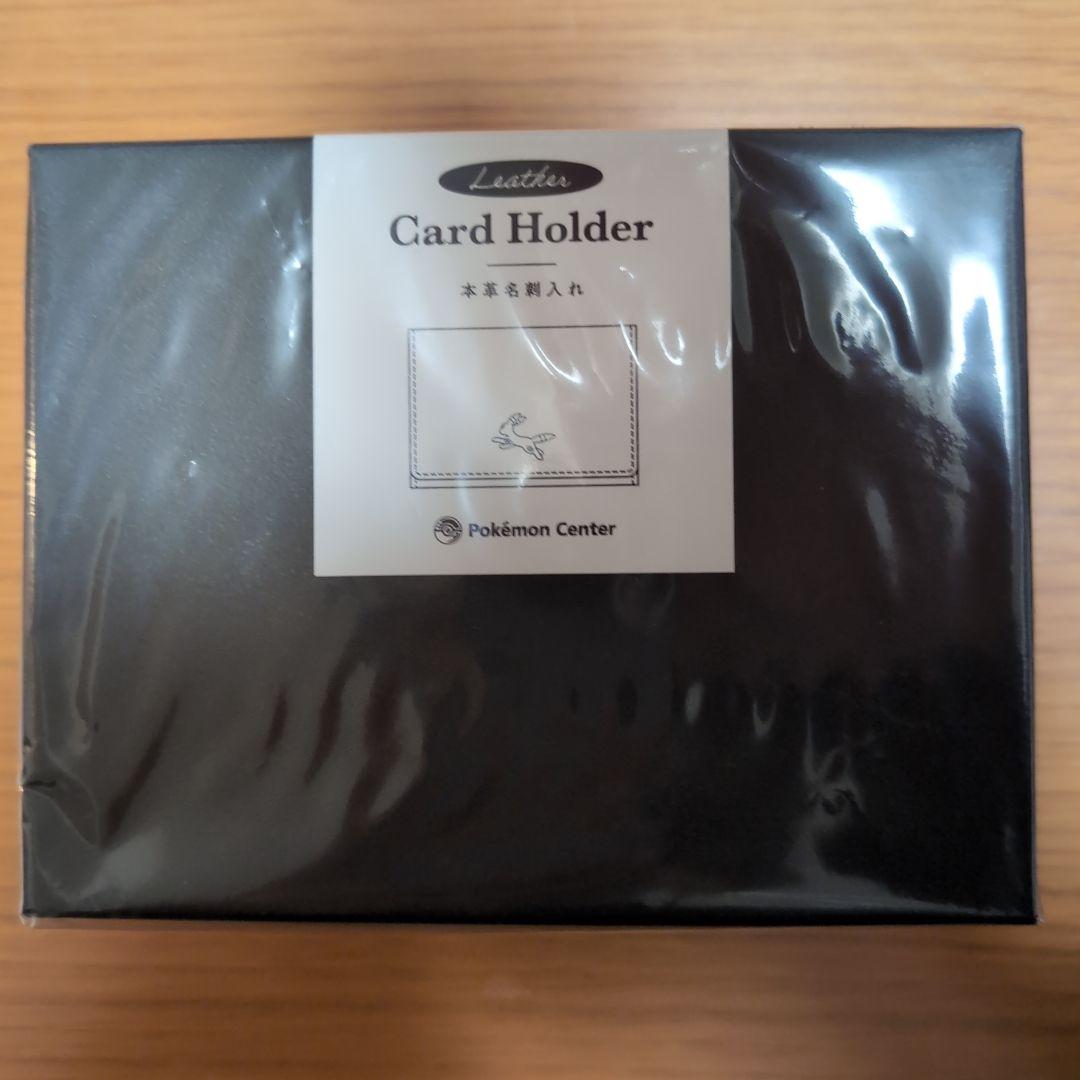 Leather
Card Holder
本革名刺入れ
Pokémon Center